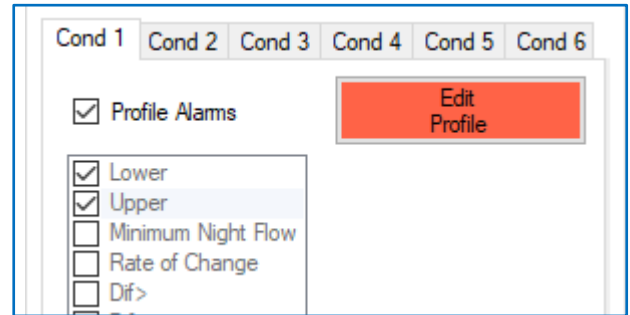 Cond 1 Cond 2 Cond 3 Cond 4 Cond 5 Cond 6
Profile Alarms
Edit
Profile
Lower
Upper
Minimum Night Flow
Rate of Change
Dif>